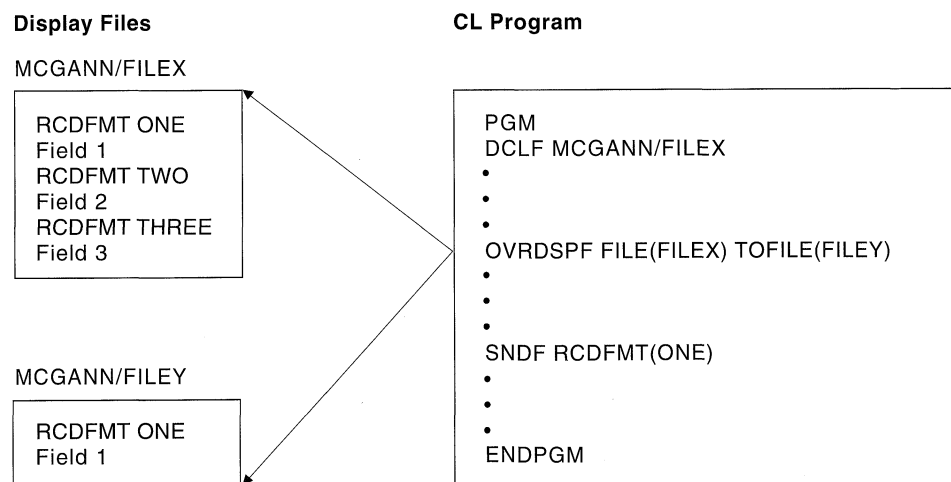 Display Files
MCGANN/FILEX
RCDFMT ONE
Field 1
RCDFMT TWO
Field 2
RCDFMT THREE
Field 3
MCGANN/FILEY
RCDFMT ONE
Field 1
CL Program
PGM
DCLF MCGANN/FILEX
•
•
•
OVRDSPF FILE(FILEX) TOFILE(FILEY)
•
•
•
SNDF RCDFMT(ONE)
•
•
•
ENDPGM